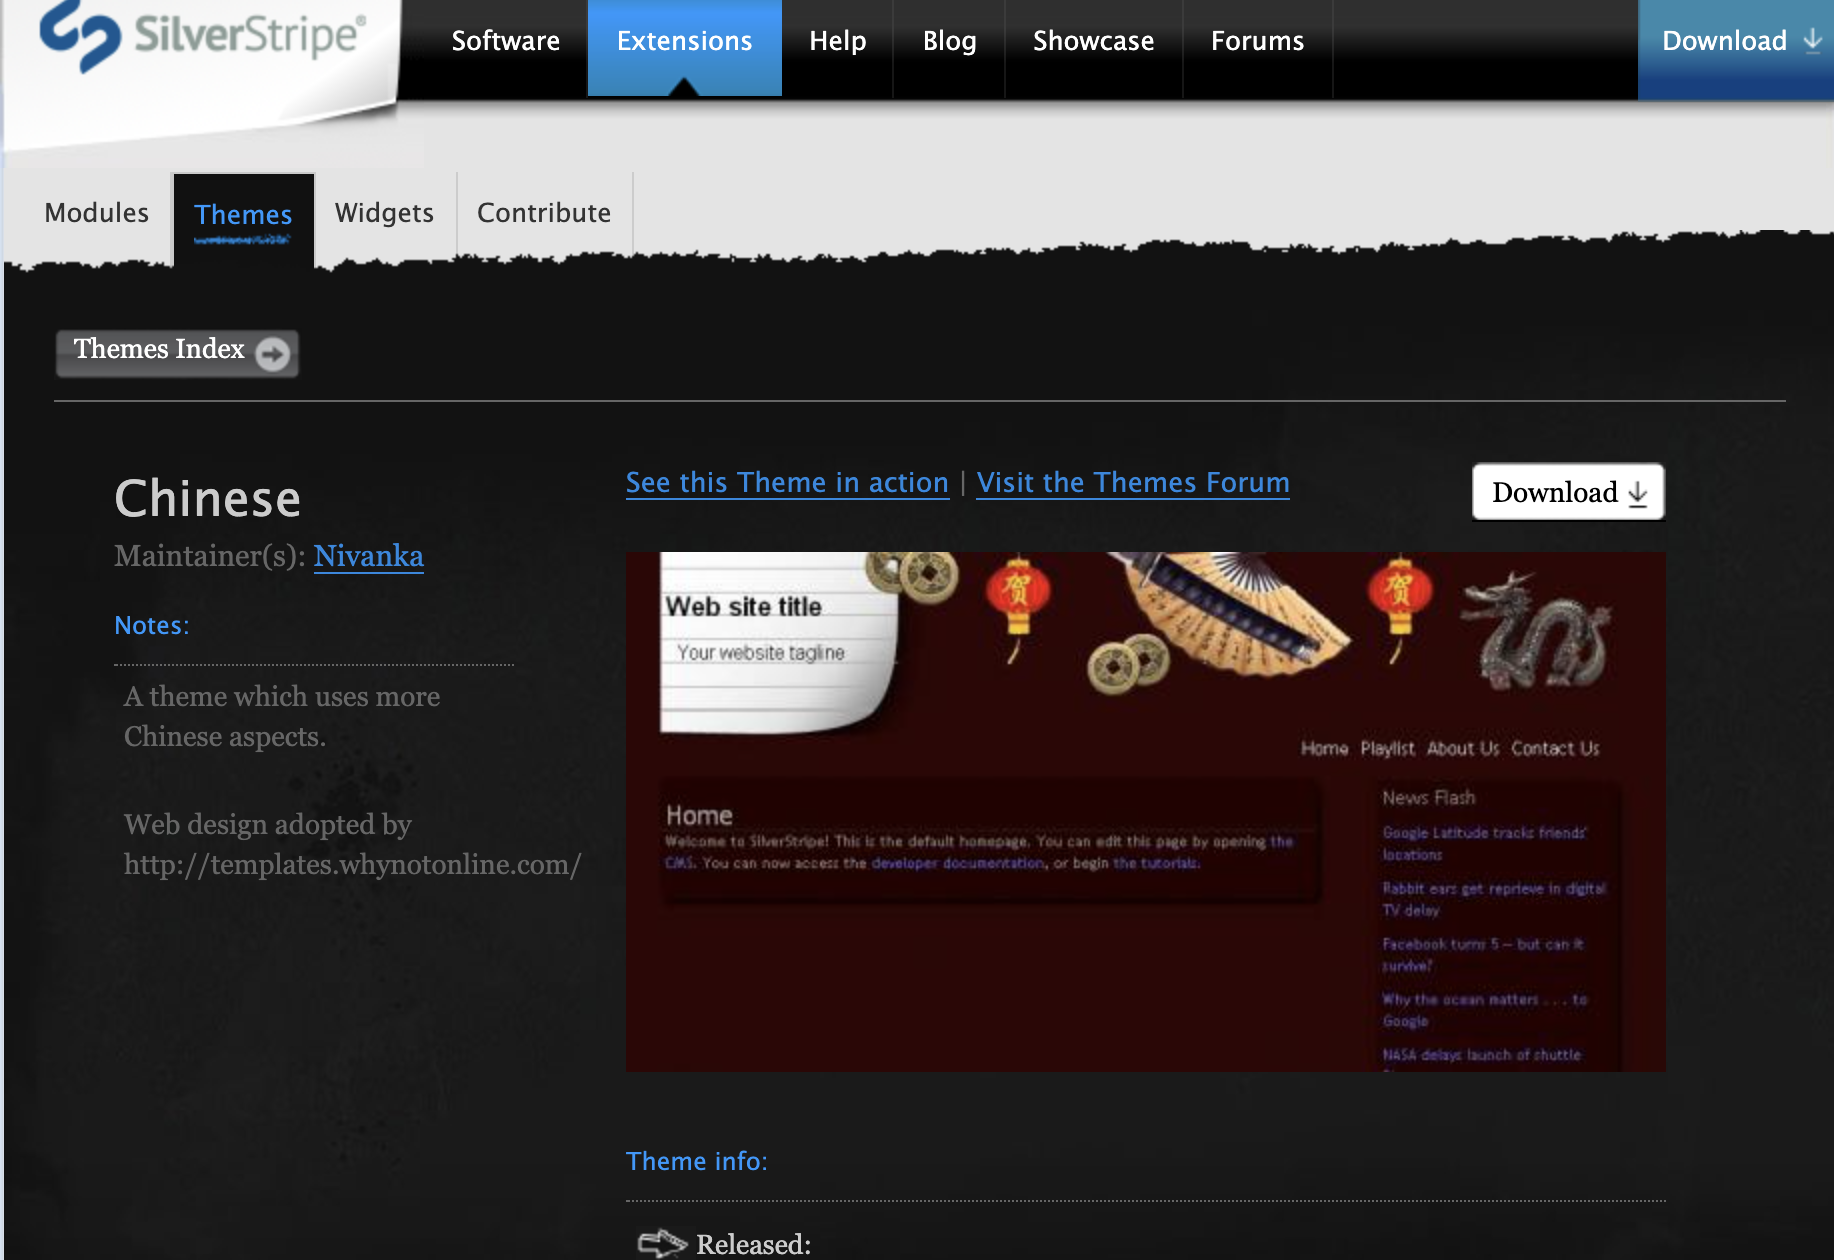 SilverStripe®
Software
Extensions
Help
Blog
Showcase
Forums
Download
Modules
Themes
Widgets
Contribute
Themes Index
Chinese
Maintainer(s): Nivanka
Notes:
A theme which uses more
Chinese aspects.
Web design adopted by
http://templates.whynotonline.com/
See this Theme in action | Visit the Themes Forum
Download
Web site title
Your website tagline
贺
贺
Home Playlist About Us Contact Us
Home
Welcome to SilverStripe! This is the default homepage. You can edit this page by opening the
CMS. You can now access the developer documentation, or begin the tutorials.
News Flash
Google Latitude tracks friends'
locations
Rabbit ears get reprieve in digital
TV delay
Facebook turns 5 – but can it
survive?
Why the ocean matters . . . to
Google
NASA delays launch of shuttle
Theme info:
Released: